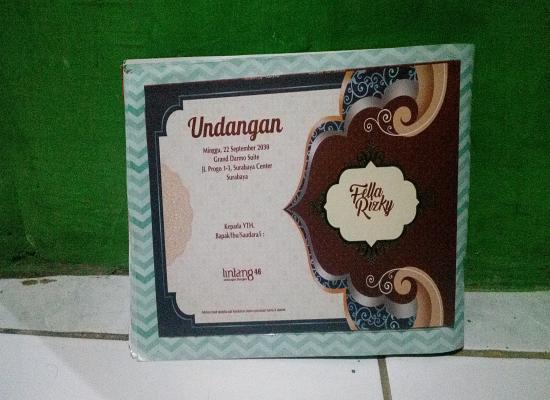 Undangan
Minggu, 22 September 2030
Grand Darmo Suite
Jl. Progo 1-3, Surabaya Center
Surabaya
Kepada YTH.
Bapak/Ibu/Saudara/i :
lintang 46
Fella
Rizky